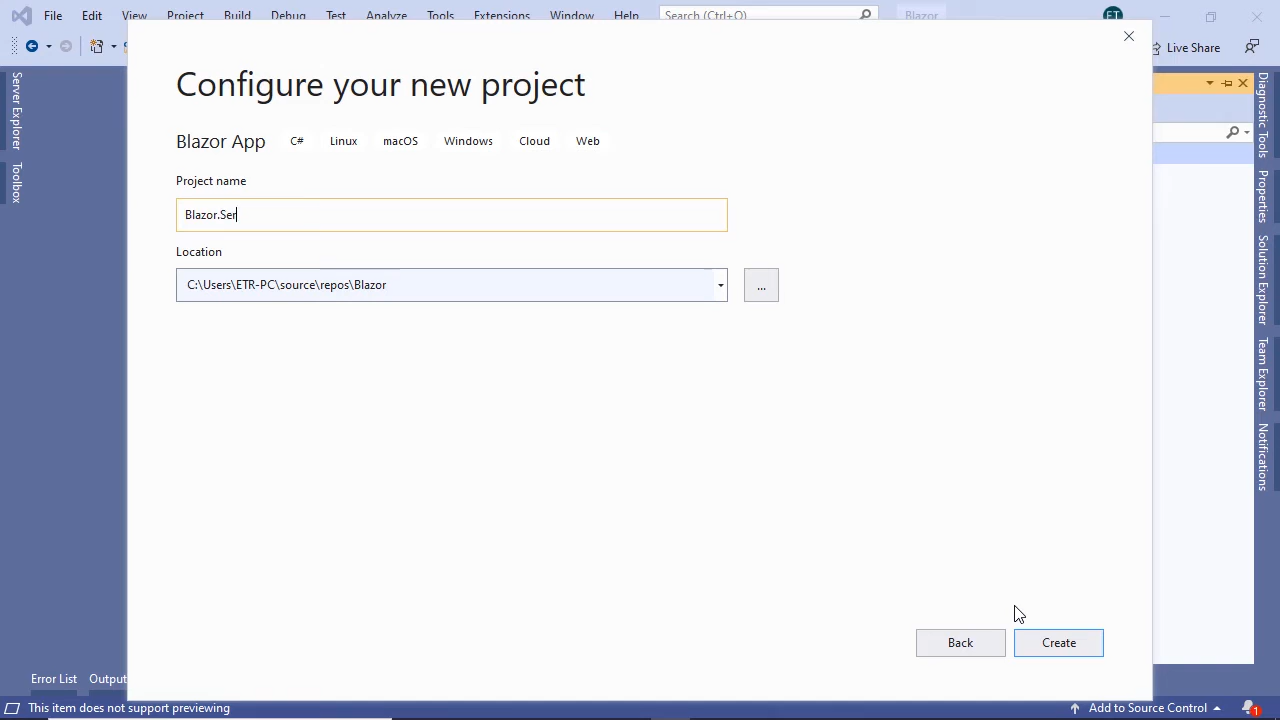 File Edit View Project Build Debug Test Analyze Tools Extensions Window Help Search (Ctrl+Q) Blazor ET
Live Share
Configure your new project
Blazor App C# Linux macOS Windows Cloud Web
Project name
Blazor.Ser
Location
C:\Users\ETR-PC\source\repos\Blazor
...
Back Create
Server Explorer
Toolbox
Diagnostic Tools
Properties
Solution Explorer
Team Explorer
Notifications
Error List Output
This item does not support previewing
Add to Source Control 1